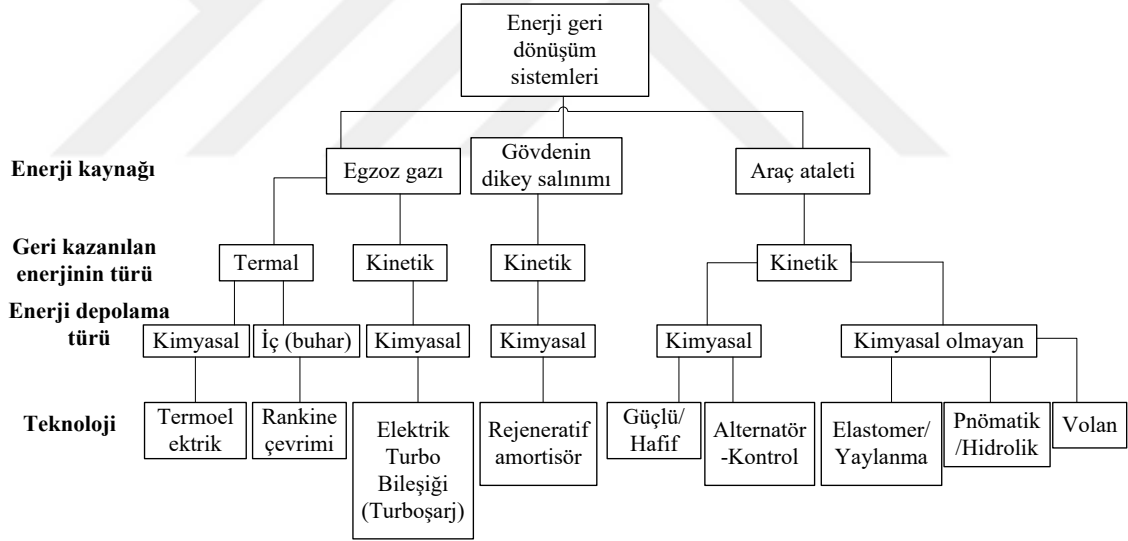 Enerji geri
dönüşüm
sistemleri
Enerji kaynağı
Egzoz gazı
Gövdenin
dikey salınımı
Araç ataleti
Geri kazanılan
enerjinin türü
Termal
Kinetik
Kinetik
Kinetik
Enerji depolama
türü
Kimyasal
İç (buhar)
Kimyasal
Kimyasal
Kimyasal
Kimyasal olmayan
Teknoloji
Termoel
ektrik
Rankine
çevrimi
Elektrik
Turbo
Bileşiği
(Turboşarj)
Rejeneratif
amortisör
Güçlü/
Hafif
Alternatör
-Kontrol
Elastomer/
Yaylanma
Pnömatik
/Hidrolik
Volan